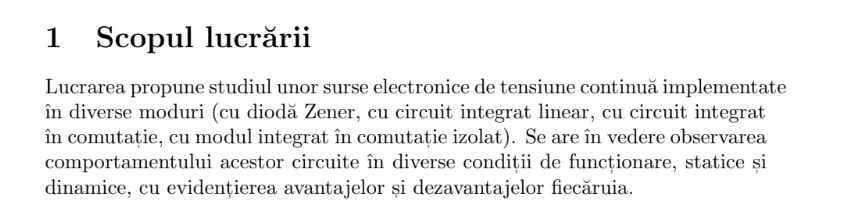 1 Scopul lucrării
Lucrarea propune studiul unor surse electronice de tensiune continuă implementate
în diverse moduri (cu diodă Zener, cu circuit integrat linear, cu circuit integrat
în comutație, cu modul integrat în comutație izolat). Se are în vedere observarea
comportamentului acestor circuite în diverse condiții de funcționare, statice și
dinamice, cu evidențierea avantajelor și dezavantajelor fiecăruia.